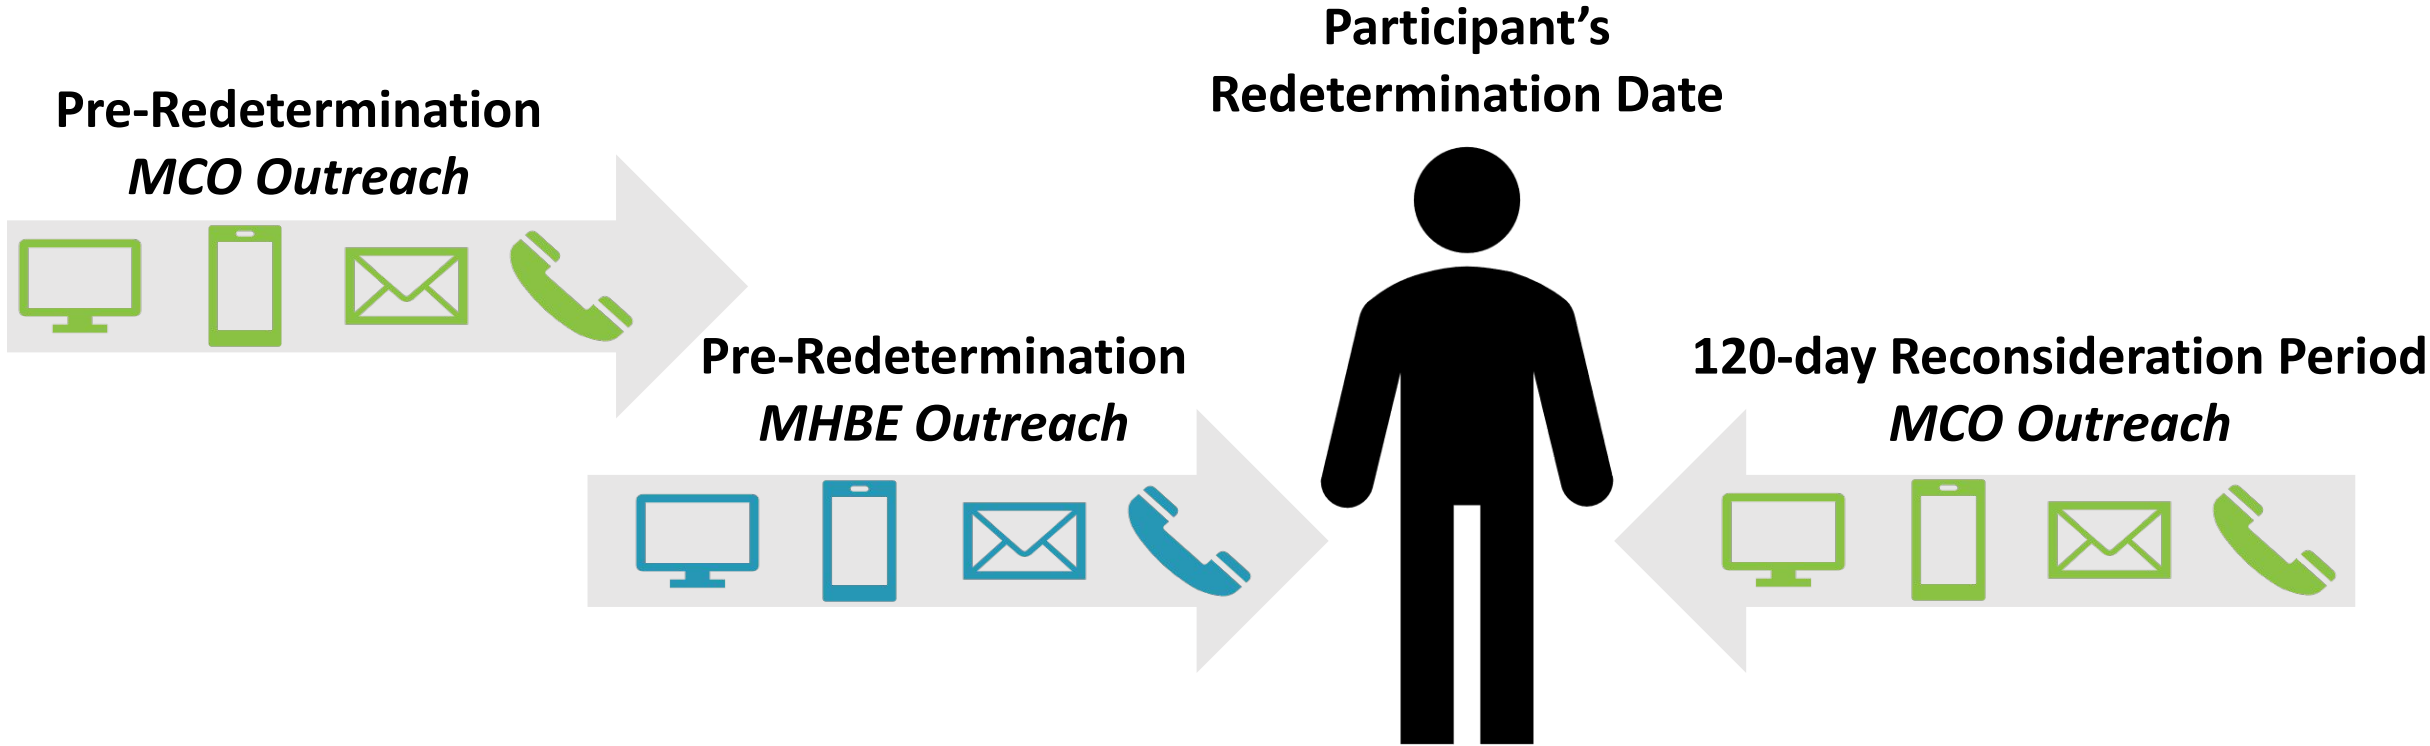 Participant’s
Redetermination Date
Pre-Redetermination
MCO Outreach
Pre-Redetermination
MHBE Outreach
120-day Reconsideration Period
MCO Outreach